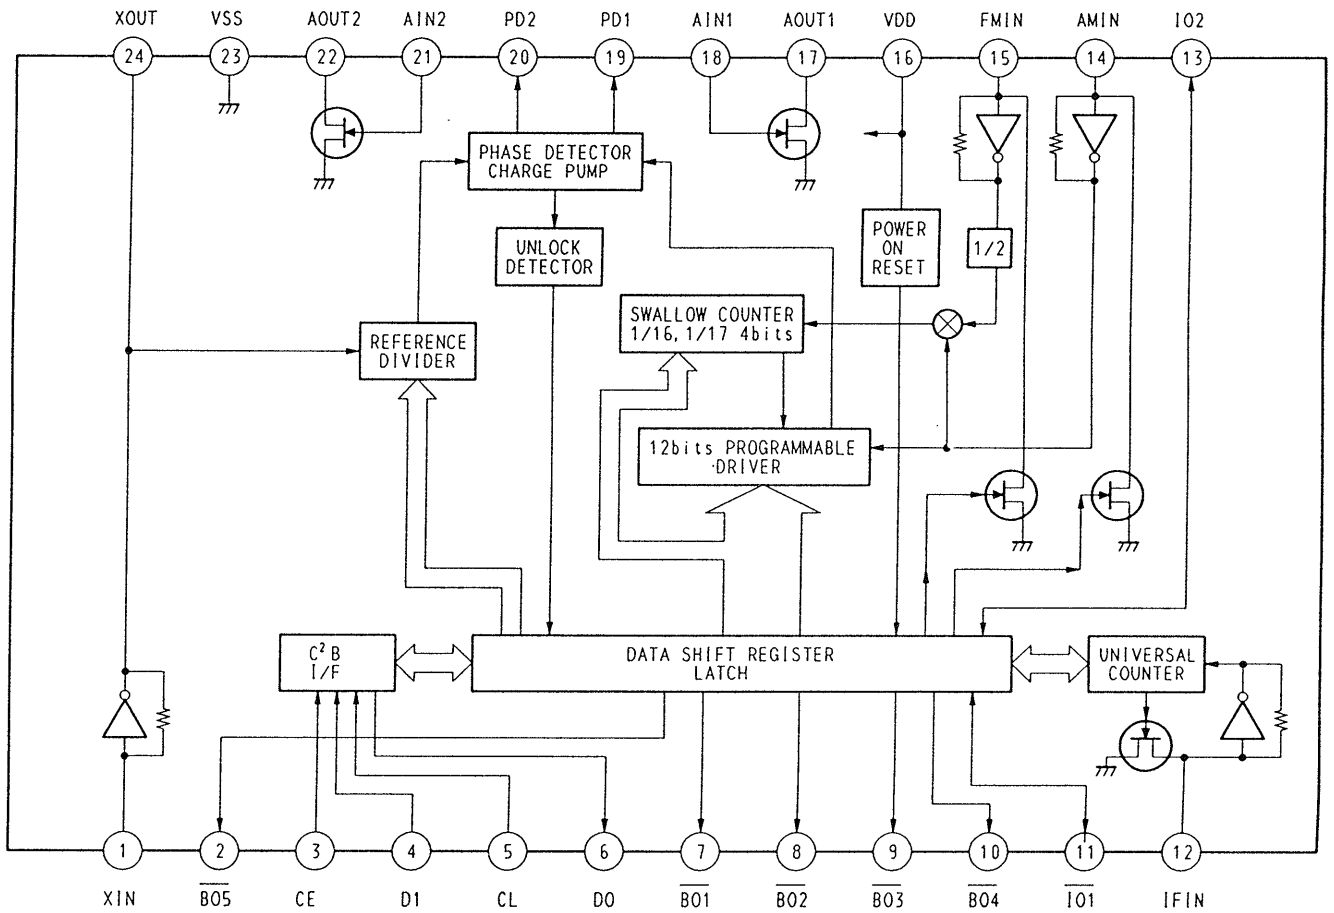 XOUT VSS AOUT2 AIN2 PD2 PD1 AIN1 AOUT1 VDD FMIN AMIN IO2
24 23 22 21 20 19 18 17 16 15 14 13
PHASE DETECTOR
CHARGE PUMP
UNLOCK
DETECTOR
POWER
ON
RESET
1/2
SWALLOW COUNTER
1/16, 1/17 4bits
REFERENCE
DIVIDER
12bits PROGRAMMABLE
DRIVER
C² B
I/F
DATA SHIFT REGISTER
LATCH
UNIVERSAL
COUNTER
1 2 3 4 5 6 7 8 9 10 11 12
XIN BO5 CE D1 CL DO BO1 BO2 BO3 BO4 IO1 IFIN